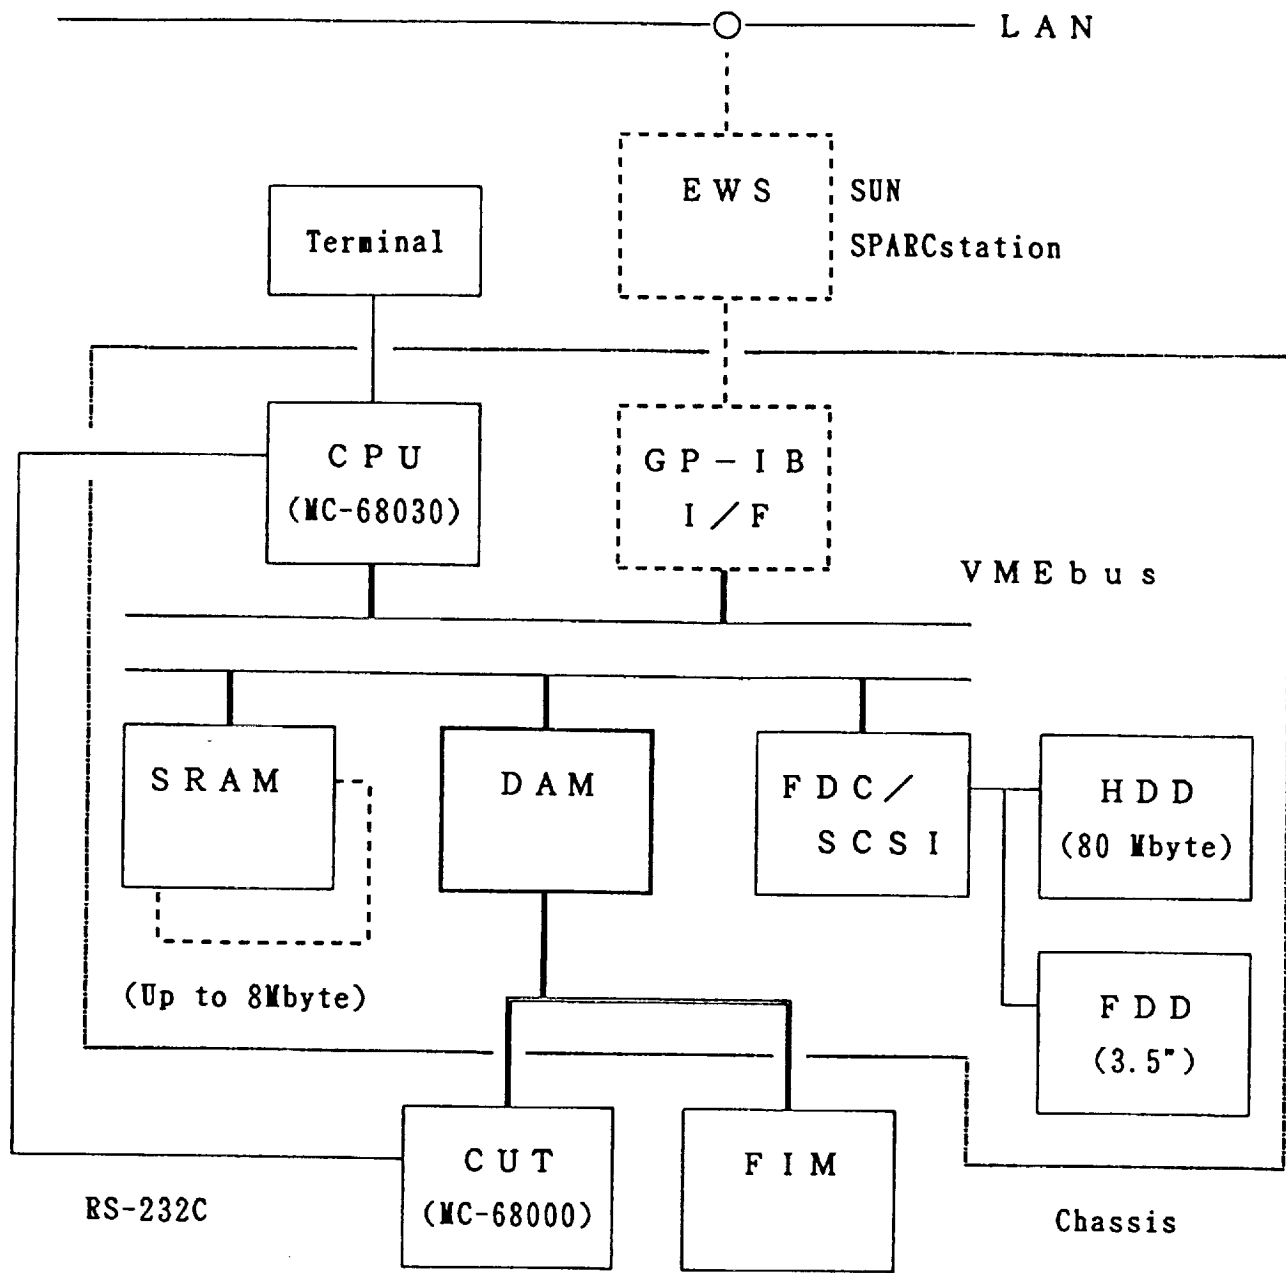 LAN
EWS
SUN
SPARCstation
Terminal
CPU
(MC-68030)
GP-IB
I/F
VMEbus
SRAM
DAM
FDC/
SCSI
HDD
(80 Mbyte)
(Up to 8Mbyte)
FDD
(3.5")
CUT
(MC-68000)
FIM
RS-232C
Chassis